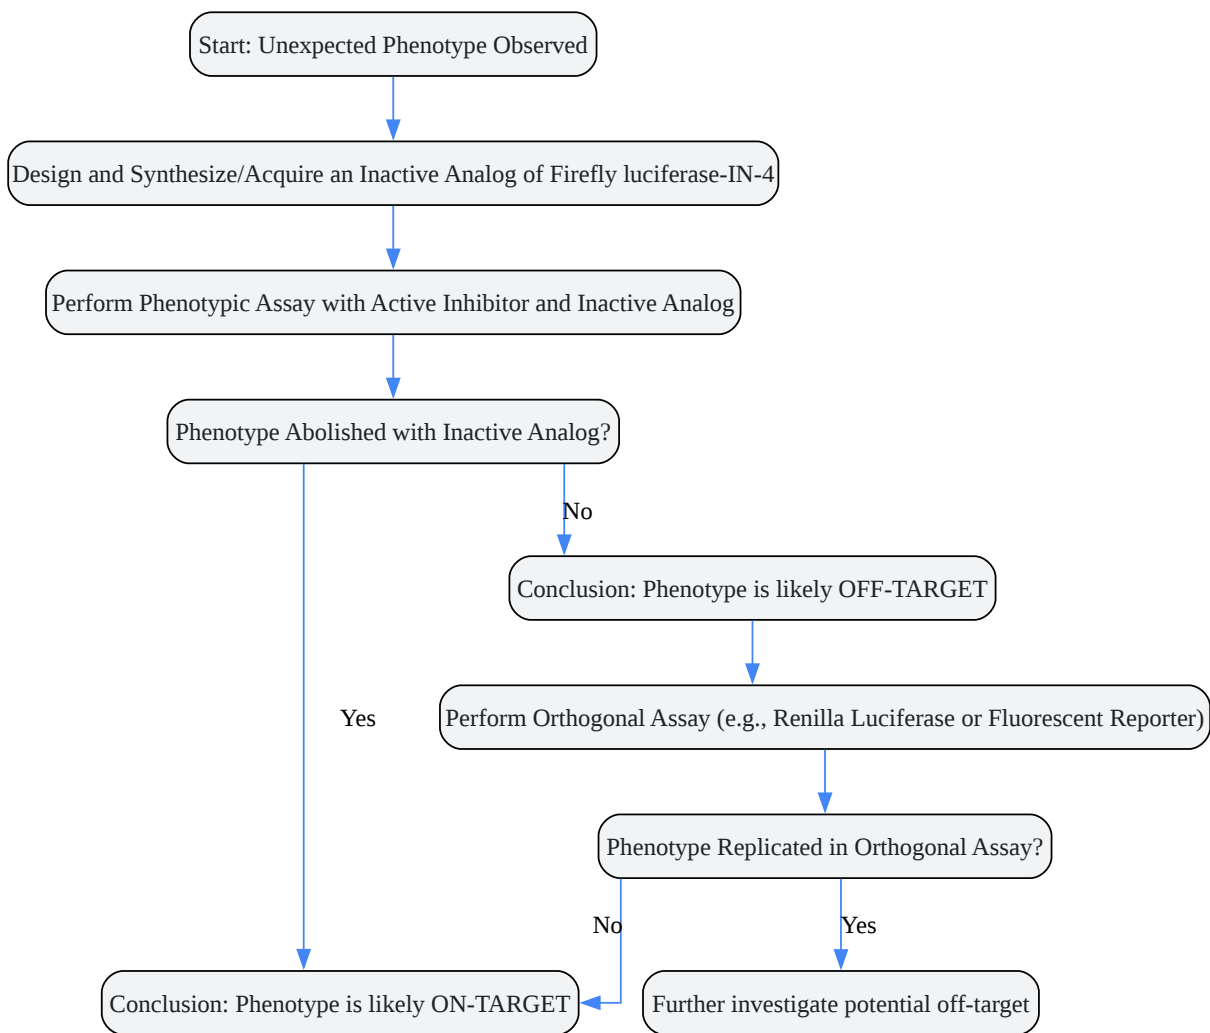 Start: Unexpected Phenotype Observed
Design and Synthesize/Acquire an Inactive Analog of Firefly luciferase-IN-4
Perform Phenotypic Assay with Active Inhibitor and Inactive Analog
Phenotype Abolished with Inactive Analog?
No
Conclusion: Phenotype is likely OFF-TARGET
Yes
Perform Orthogonal Assay (e.g., Renilla Luciferase or Fluorescent Reporter)
Phenotype Replicated in Orthogonal Assay?
No
Yes
Conclusion: Phenotype is likely ON-TARGET
Further investigate potential off-target